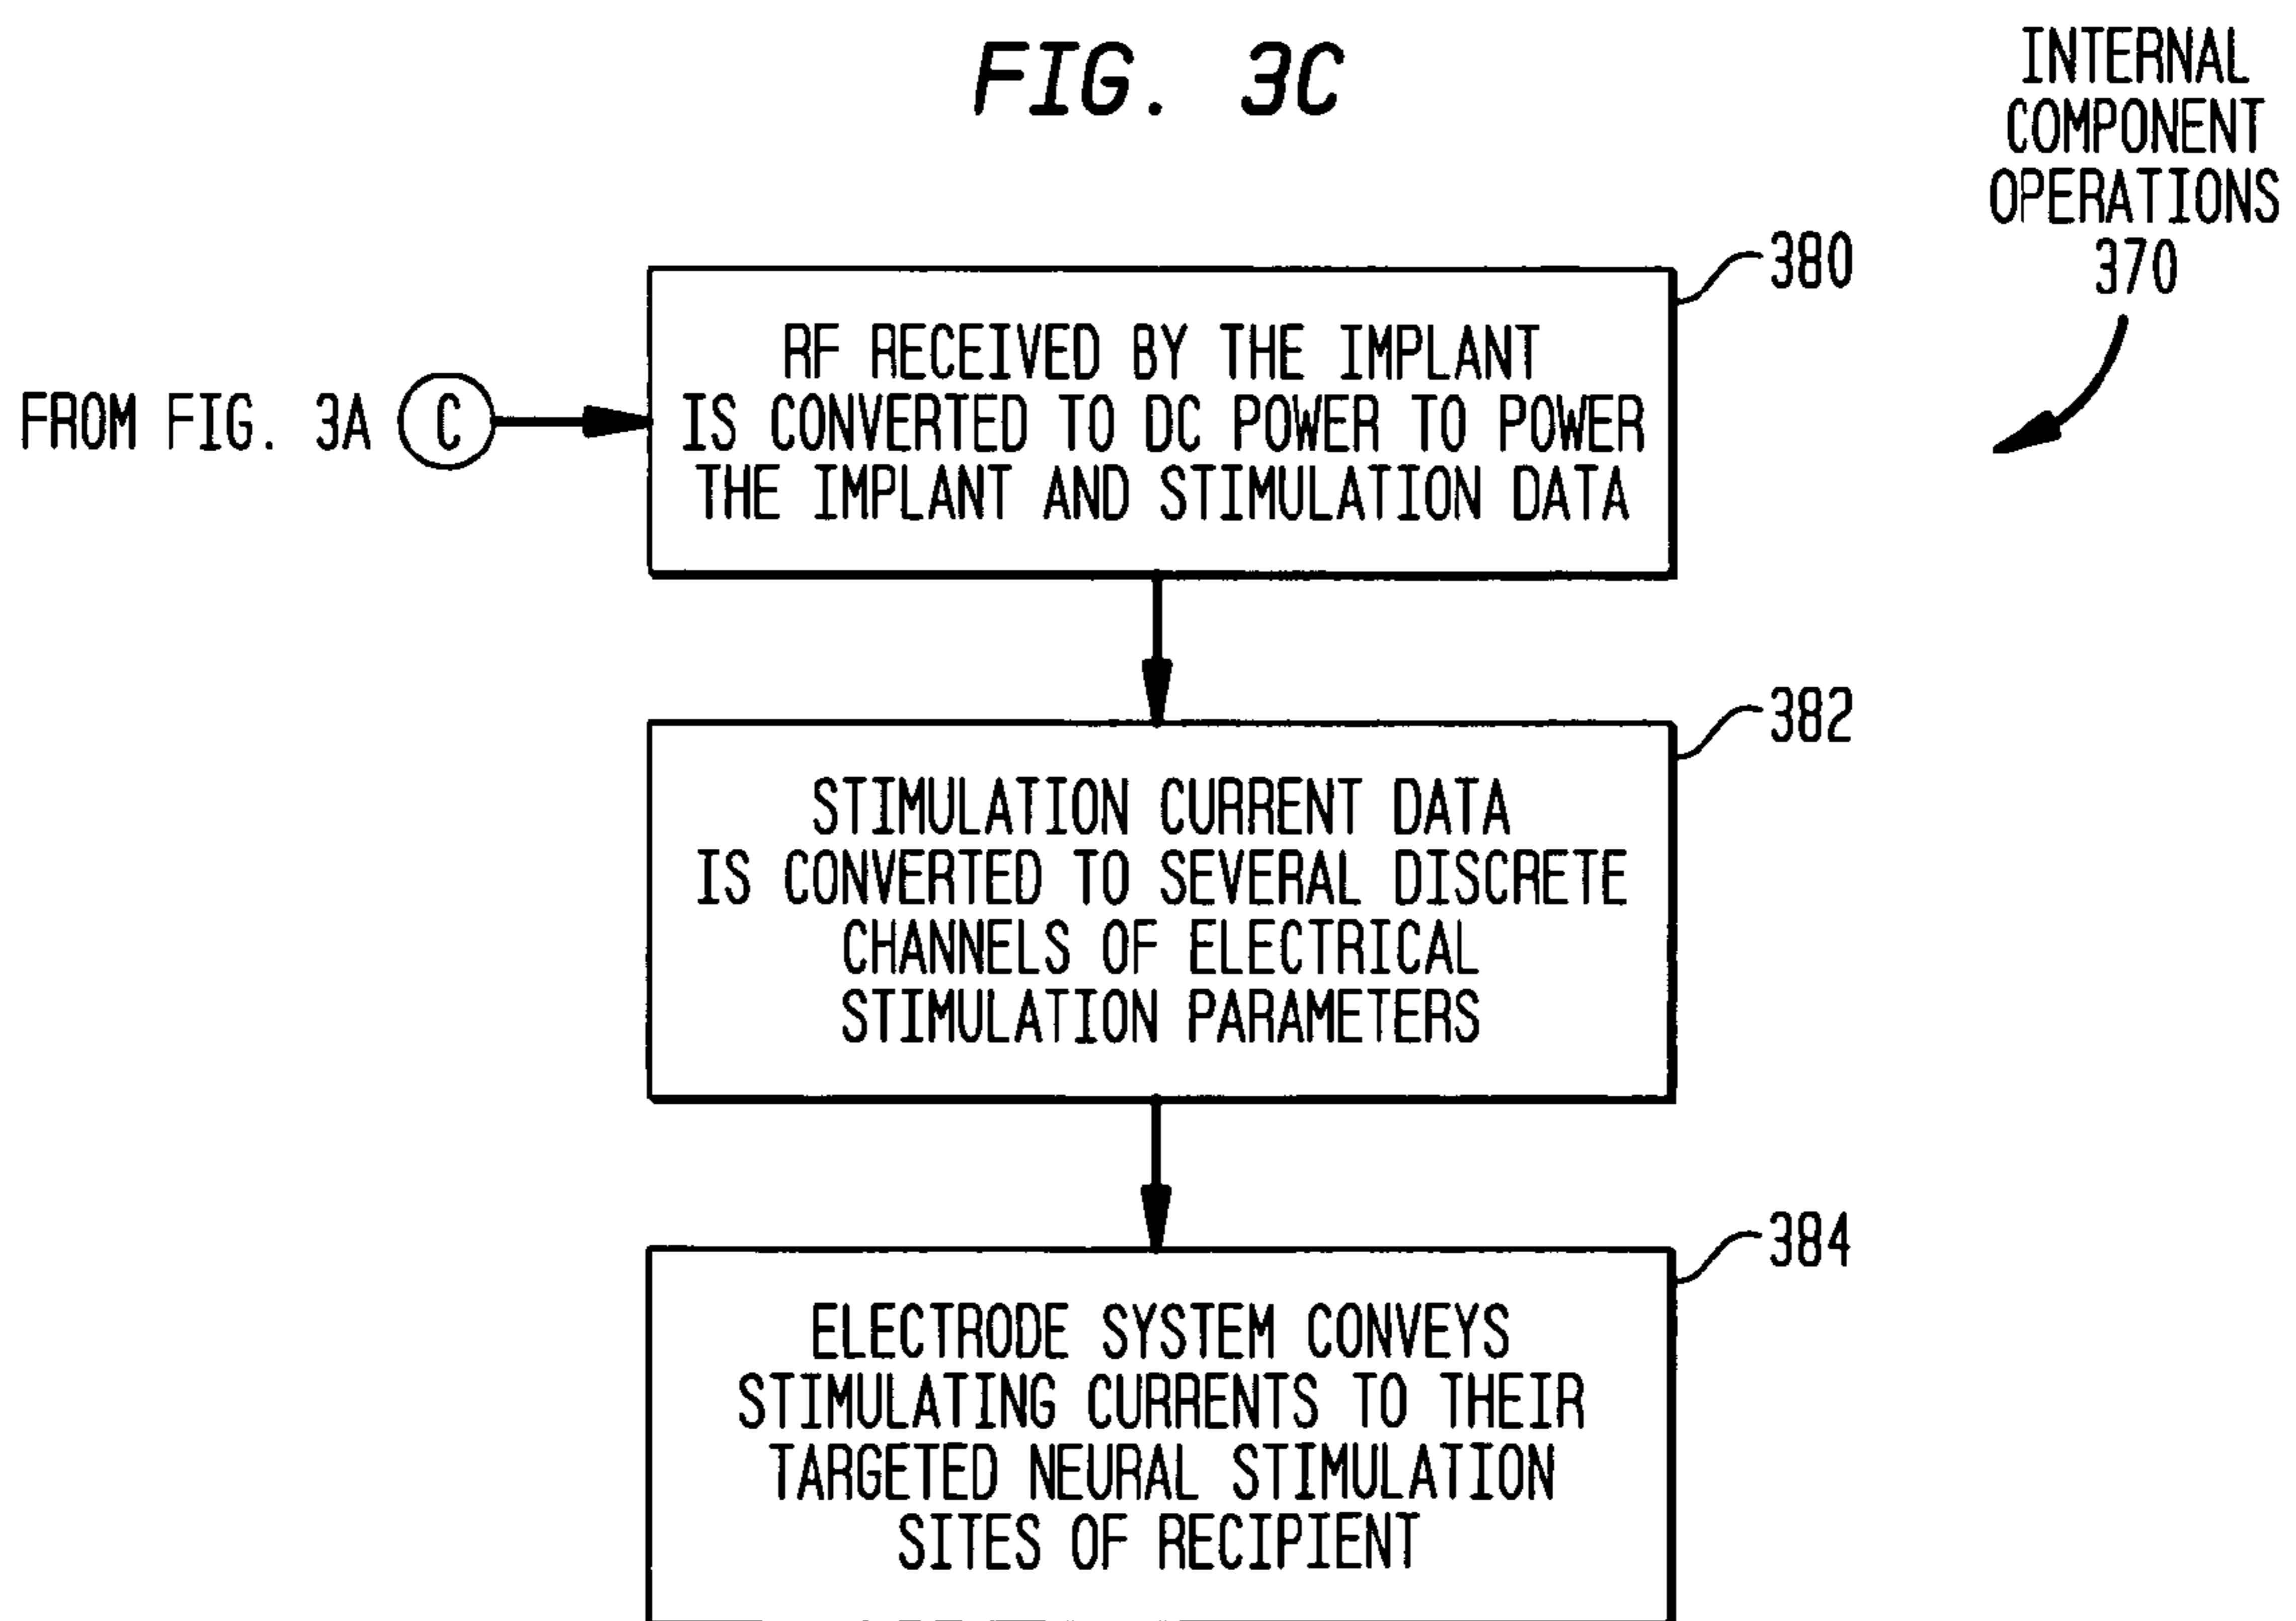 FIG. 3C
INTERNAL
COMPONENT
OPERATIONS
370
380
RF RECEIVED BY THE IMPLANT
IS CONVERTED TO DC POWER TO POWER
THE IMPLANT AND STIMULATION DATA
FROM FIG. 3A C
382
STIMULATION CURRENT DATA
IS CONVERTED TO SEVERAL DISCRETE
CHANNELS OF ELECTRICAL
STIMULATION PARAMETERS
384
ELECTRODE SYSTEM CONVEYS
STIMULATING CURRENTS TO THEIR
TARGETED NEURAL STIMULATION
SITES OF RECIPIENT